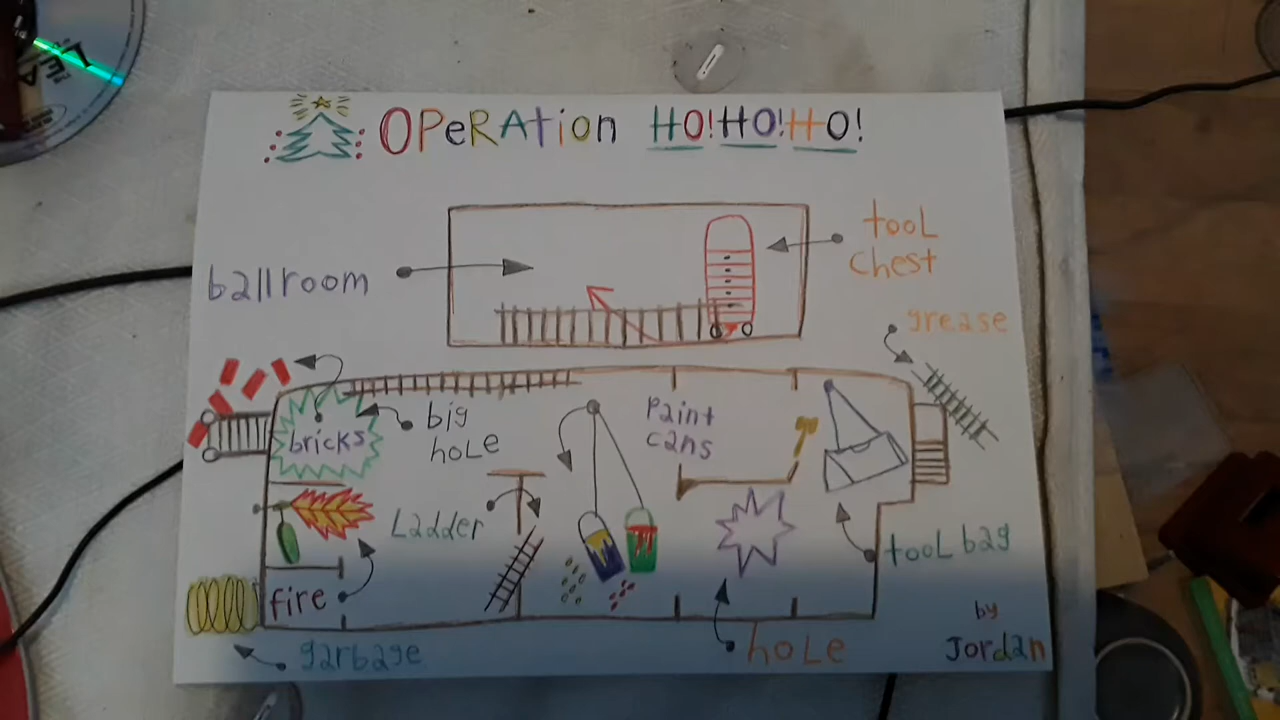 OPeRAtion HO! HO! HO!
ballroom
tool
chest
grease
bricks
big
hole
Paint
cans
Ladder
tool bag
fire
garbage
hole
by
Jordan